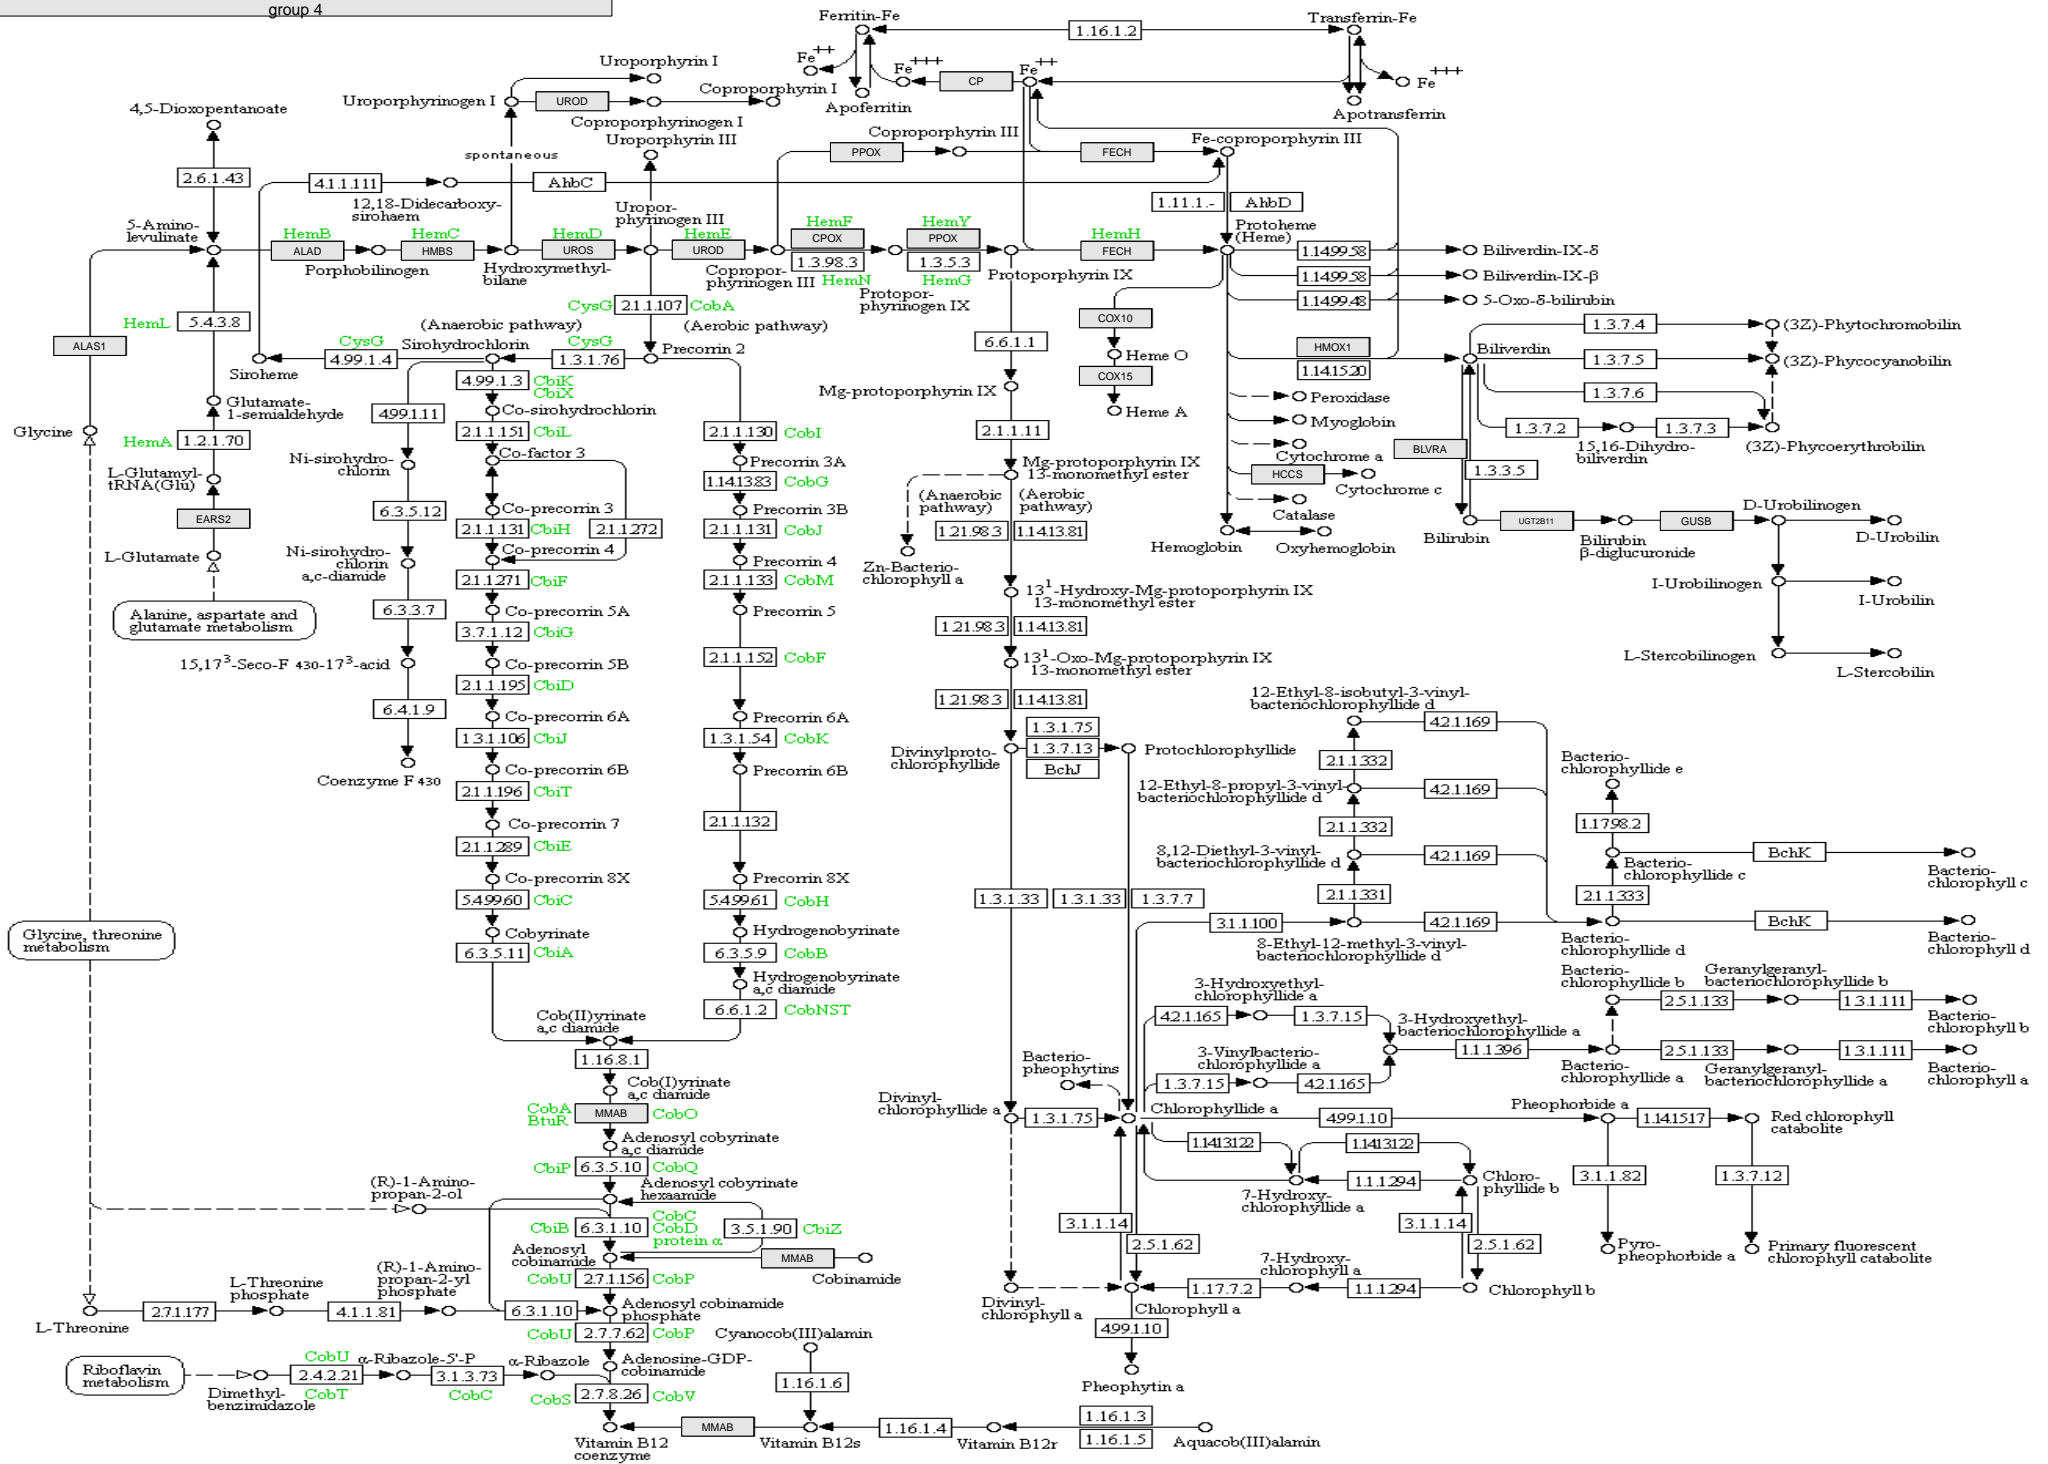 group 4
Ferritin-Fe
1.16.1.2
Transferrin-Fe
Fe++
Fe+++
CP
Fe++
Fe+++
Apoferritin
Apotransferrin
Uroporphyrin I
Uroporphyrinogen I
UROD
Coproporphyrin I
Coproporphyrinogen I
Uroporphyrin III
4,5-Dioxopentanoate
spontaneous
Coproporphyrin III
PPOX
FECH
Fe-coproporphyrin III
2.6.1.43
4.1.1.111
AhbC
12,18-Didecarboxy-
sirohaem
1.11.1.-
AhbD
5-Amino-
levulinate
Uropor-
phyrinogen III
Protoheme
(Heme)
HemB
HemC
HemD
HemE
HemF
HemY
HemH
ALAD
HMBS
UROS
UROD
CPOX
PPOX
FECH
1.3.98.3
1.3.5.3
HemN
HemG
Porphobilinogen
Hydroxymethyl-
bilane
Copropor-
phyrinogen III
Protopor-
phyrinogen IX
Protoporphyrin IX
1.14.99.58
Biliverdin-IX-δ
1.14.99.58
Biliverdin-IX-β
1.14.99.48
5-Oxo-δ-bilirubin
CysG
2.1.1.107
CobA
(Anaerobic pathway)
(Aerobic pathway)
HemL
5.4.3.8
ALAS1
CysG
4.99.1.4
Siroheme
Sirohydrochlorin
CysG
1.3.1.76
Precorrin 2
6.6.1.1
COX10
Heme O
COX15
Heme A
HMOX1
1.14.15.20
Biliverdin
1.3.7.4
(3Z)-Phytochromobilin
1.3.7.5
(3Z)-Phycocyanobilin
1.3.7.6
1.3.7.2
1.3.7.3
15,16-Dihydro-
biliverdin
(3Z)-Phycoerythrobilin
Peroxidase
Myoglobin
Cytochrome a
HCCS
Cytochrome c
Catalase
Hemoglobin
Oxyhemoglobin
BLVRA
1.3.3.5
Bilirubin
UGT2B11
Bilirubin
β-diglucuronide
GUSB
D-Urobilinogen
D-Urobilin
I-Urobilinogen
I-Urobilin
L-Stercobilinogen
L-Stercobilin
Glycine
Glutamate-
1-semialdehyde
HemA
1.2.1.70
L-Glutamyl-
tRNA(Glu)
EARS2
L-Glutamate
Alanine, aspartate and
glutamate metabolism
4.99.1.11
Ni-sirohydro-
chlorin
6.3.5.12
Ni-sirohydro-
chlorin
a,c-diamide
6.3.3.7
15,17³-Seco-F 430-17³-acid
6.4.1.9
Coenzyme F 430
4.99.1.3
CbiK
CbiX
Co-sirohydrochlorin
2.1.1.151
CbiL
Co-factor 3
Co-precorrin 3
2.1.1.131
CbiH
2.1.1.272
Co-precorrin 4
2.1.1.271
CbiF
Co-precorrin 5A
3.7.1.12
CbiG
Co-precorrin 5B
2.1.1.195
CbiD
Co-precorrin 6A
1.3.1.106
CbiJ
Co-precorrin 6B
2.1.1.196
CbiT
Co-precorrin 7
2.1.1.289
CbiE
Co-precorrin 8X
5.4.99.60
CbiC
Cobyrinate
6.3.5.11
CbiA
2.1.1.130
CobI
Precorrin 3A
1.14.13.83
CobG
Precorrin 3B
2.1.1.131
CobJ
Precorrin 4
2.1.1.133
CobM
Precorrin 5
2.1.1.152
CobF
Precorrin 6A
1.3.1.54
CobK
Precorrin 6B
2.1.1.132
Precorrin 8X
5.4.99.61
CobH
Hydrogenobyrinate
6.3.5.9
CobB
Hydrogenobyrinate
a,c diamide
6.6.1.2
CobNST
Mg-protoporphyrin IX
2.1.1.11
Mg-protoporphyrin IX
13-monomethyl ester
(Anaerobic
pathway)
(Aerobic
pathway)
1.21.98.3
1.14.13.81
Zn-Bacterio-
chlorophyll a
13¹-Hydroxy-Mg-protoporphyrin IX
13-monomethyl ester
1.21.98.3
1.14.13.81
13¹-Oxo-Mg-protoporphyrin IX
13-monomethyl ester
1.21.98.3
1.14.13.81
Divinylproto-
chlorophyllide
1.3.1.75
1.3.7.13
BchJ
Protochlorophyllide
1.3.1.33
1.3.1.33
1.3.7.7
12-Ethyl-8-isobutyl-3-vinyl-
bacteriochlorophyllide d
4.2.1.169
2.1.1.332
12-Ethyl-8-propyl-3-vinyl-
bacteriochlorophyllide d
4.2.1.169
2.1.1.332
8,12-Diethyl-3-vinyl-
bacteriochlorophyllide d
4.2.1.169
2.1.1.331
3.1.1.100
4.2.1.169
8-Ethyl-12-methyl-3-vinyl-
bacteriochlorophyllide d
Bacterio-
chlorophyllide e
1.17.98.2
Bacterio-
chlorophyllide c
BchK
Bacterio-
chlorophyll c
2.1.1.333
Bacterio-
chlorophyllide d
BchK
Bacterio-
chlorophyll d
Glycine, threonine
metabolism
3-Hydroxyethyl-
chlorophyllide a
4.2.1.165
1.3.7.15
3-Hydroxyethyl-
bacteriochlorophyllide a
3-Vinylbacterio-
chlorophyllide a
1.3.7.15
4.2.1.165
1.1.1.396
Bacterio-
chlorophyllide b
Geranylgeranyl-
bacteriochlorophyllide b
2.5.1.133
1.3.1.111
Bacterio-
chlorophyll b
Bacterio-
chlorophyllide a
2.5.1.133
Geranylgeranyl-
bacteriochlorophyllide a
1.3.1.111
Bacterio-
chlorophyll a
Bacterio-
pheophytins
Divinyl-
chlorophyllide a
1.3.1.75
Chlorophyllide a
4.99.1.10
Pheophorbide a
1.14.15.17
Red chlorophyll
catabolite
1.14.13.122
1.14.13.122
7-Hydroxy-
chlorophyllide a
1.1.1.294
Chloro-
phyllide b
3.1.1.82
1.3.7.12
Pyro-
pheophorbide a
Primary fluorescent
chlorophyll catabolite
3.1.1.14
2.5.1.62
3.1.1.14
2.5.1.62
7-Hydroxy-
chlorophyll a
1.17.7.2
1.1.1.294
Chlorophyll b
Divinyl-
chlorophyll a
Chlorophyll a
4.99.1.10
Pheophytin a
Cob(II)yrinate
a,c diamide
1.16.8.1
Cob(I)yrinate
a,c diamide
CobA
BtuR
MMAB
CobO
Adenosyl cobyrinate
a,c diamide
CbiP
6.3.5.10
CobQ
Adenosyl cobyrinate
hexaamide
(R)-1-Amino-
propan-2-ol
CbiB
6.3.1.10
CobC
CobD
protein α
3.5.1.90
CbiZ
Adenosyl
cobinamide
MMAB
Cobinamide
CobU
2.7.1.156
CobP
L-Threonine
2.7.1.177
L-Threonine
phosphate
4.1.1.81
(R)-1-Amino-
propan-2-yl
phosphate
6.3.1.10
Adenosyl cobinamide
phosphate
CobU
2.7.7.62
CobP
Cyanocob(III)alamin
Riboflavin
metabolism
Dimethyl-
benzimidazole
CobU
2.4.2.21
CobT
α-Ribazole-5'-P
3.1.3.73
CobC
α-Ribazole
Adenosine-GDP-
cobinamide
CobS
2.7.8.26
CobV
1.16.1.6
Vitamin B12
coenzyme
MMAB
Vitamin B12s
1.16.1.4
Vitamin B12r
1.16.1.3
1.16.1.5
Aquacob(III)alamin